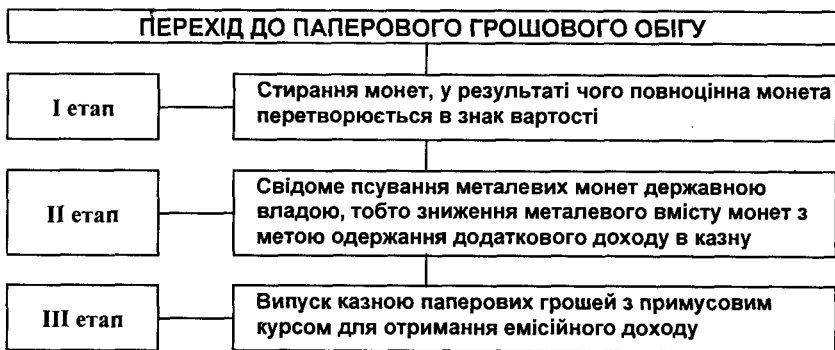 ПЕРЕХІД ДО ПАПЕРОВОГО ГРОШОВОГО ОБІГУ
І етап
Стирання монет, у результаті чого повноцінна монета
перетворюється в знак вартості
ІІ етап
Свідоме псування металевих монет державною
владою, тобто зниження металевого вмісту монет з
метою одержання додаткового доходу в казну
ІІІ етап
Випуск казною паперових грошей з примусовим
курсом для отримання емісійного доходу